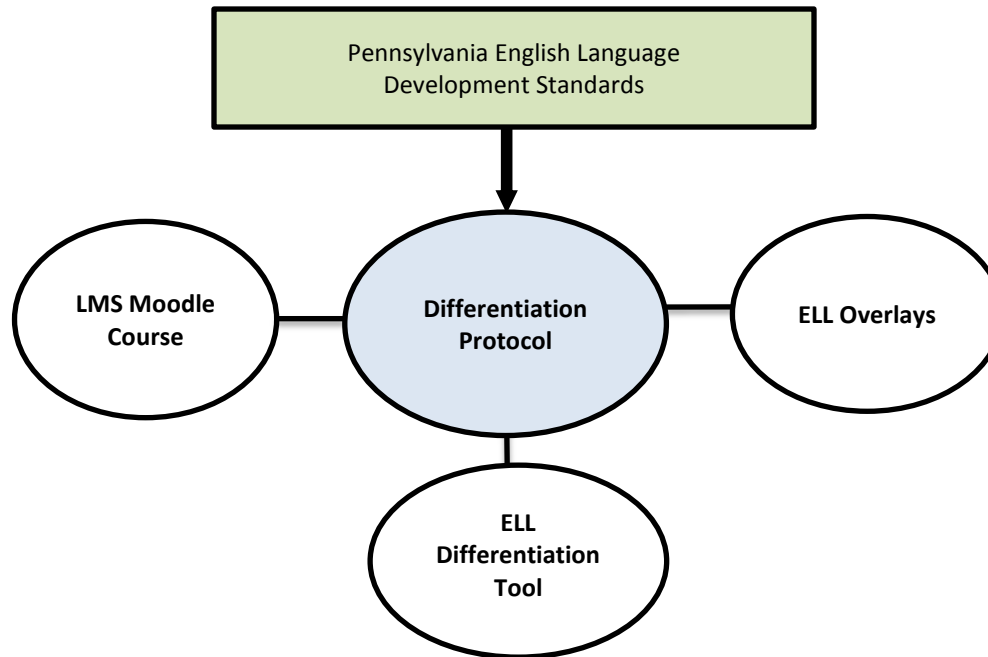 Pennsylvania English Language
Development Standards
LMS Moodle
Course
Differentiation
Protocol
ELL Overlays
ELL
Differentiation
Tool